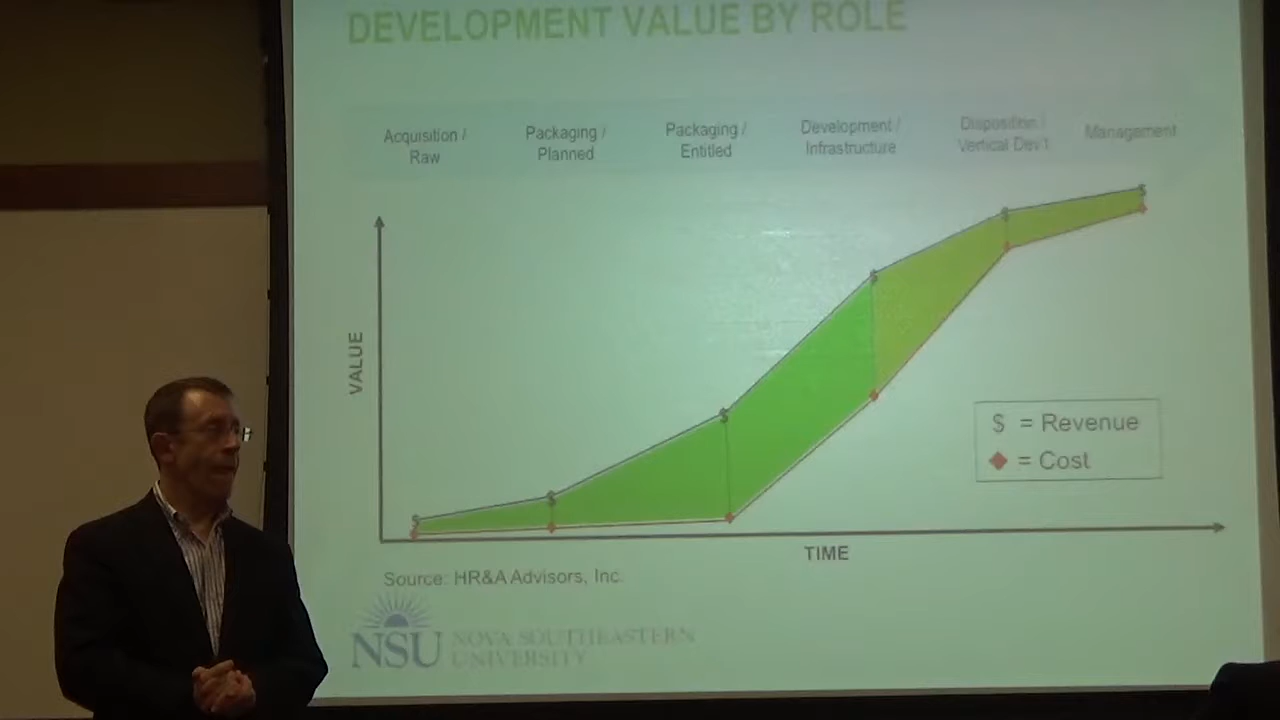 DEVELOPMENT VALUE BY ROLE
Acquisition /
Raw
Packaging /
Planned
Packaging /
Entitled
Development /
Infrastructure
Disposition /
Vertical Dev't
Management
VALUE
$ = Revenue
= Cost
TIME
Source: HR&A Advisors, Inc.
NSU NOVA SOUTHEASTERN
UNIVERSITY